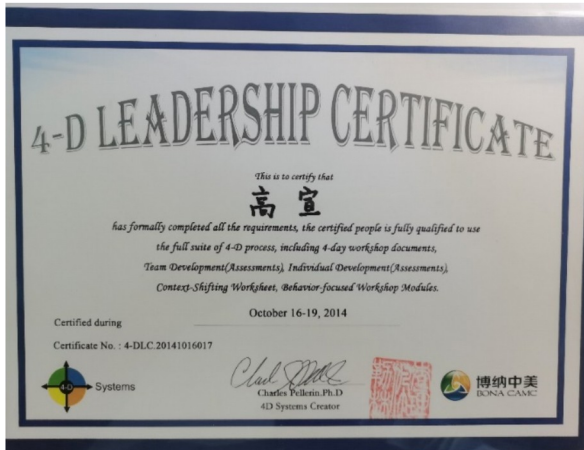 4-D LEADERSHIP CERTIFICATE
This is to certify that
高宣
has formally completed all the requirements, the certified people is fully qualified to use
the full suite of 4-D process, including 4-day workshop documents,
Team Development(Assessments), Individual Development(Assessments),
Context-Shifting Worksheet, Behavior-focused Workshop Modules.
October 16-19, 2014
Certified during
Certificate No. : 4-DLC.20141016017
4-D Systems
Charles Pellerin.Ph.D
4D Systems Creator
博纳中美
BONA CAMC